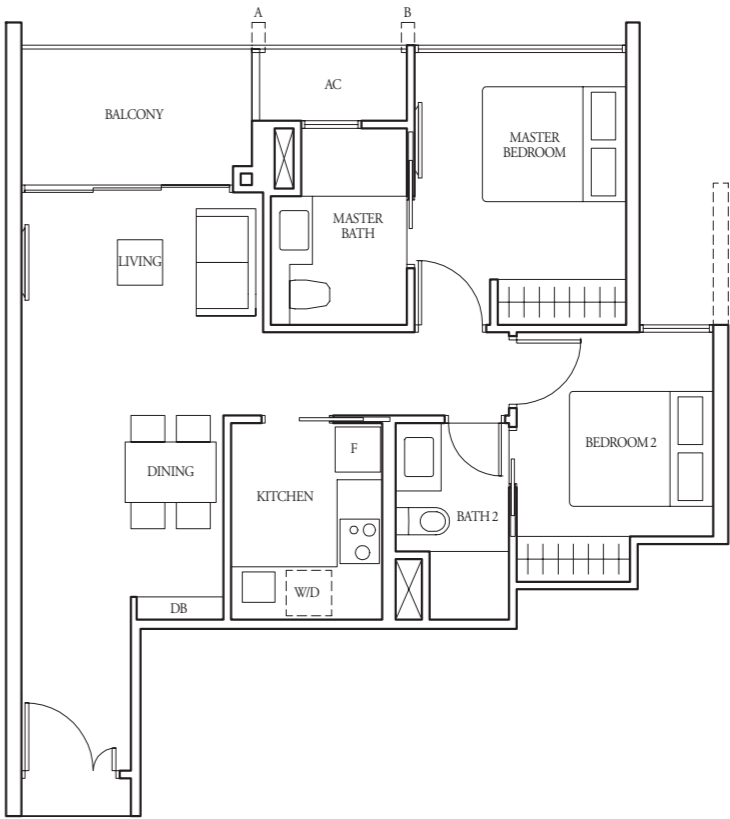 A
B
AC
BALCONY
MASTER
BEDROOM
MASTER
BATH
LIVING
BEDROOM 2
F
DINING
KITCHEN
BATH 2
W/D
DB